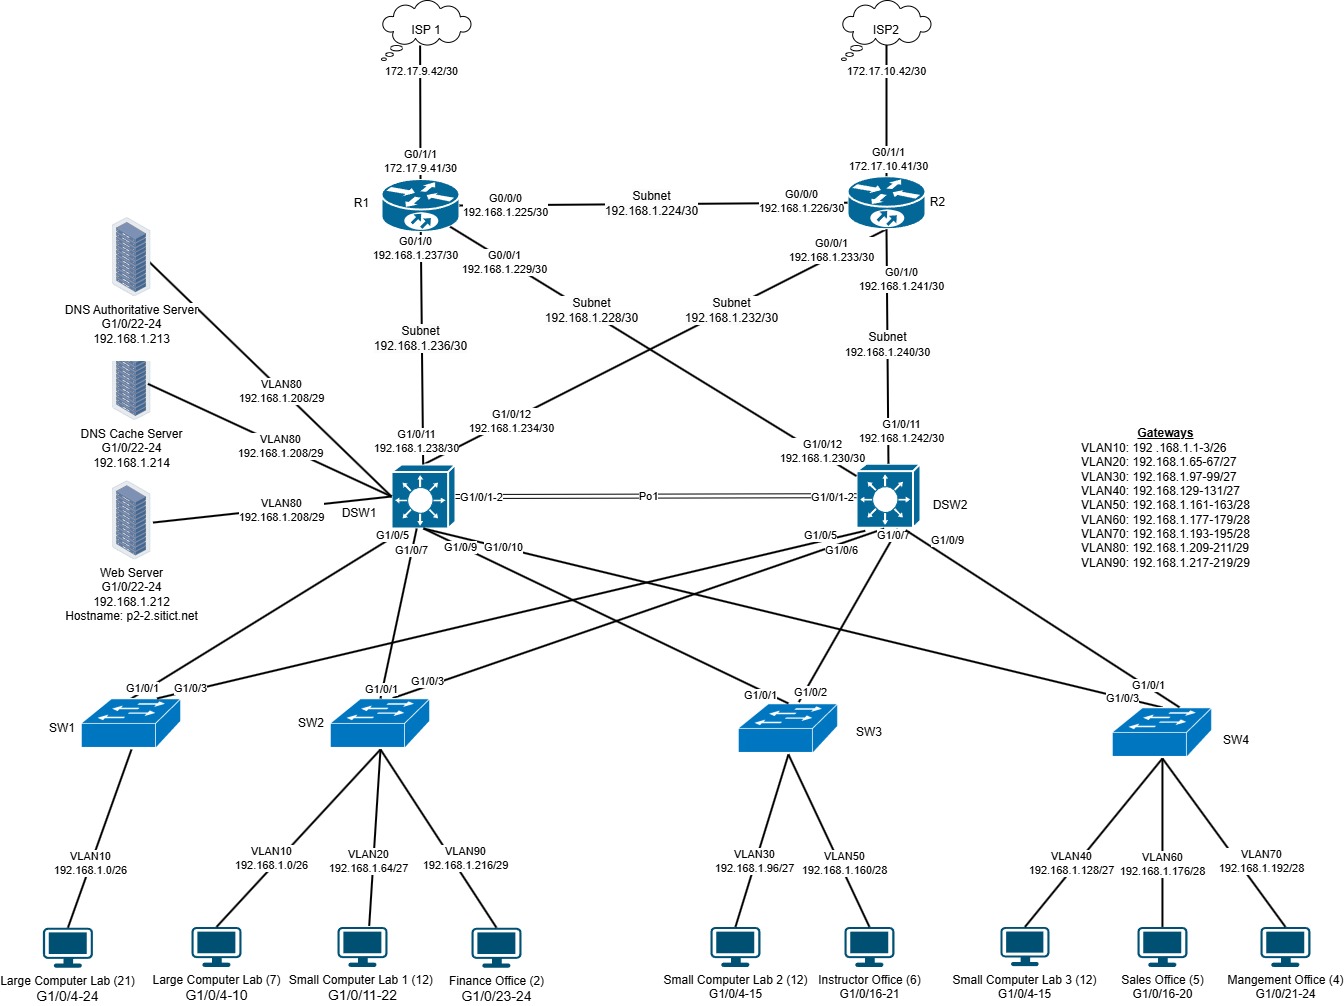 ISP 1
172.17.9.42/30
ISP2
172.17.10.42/30
G0/1/1
172.17.9.41/30
R1
G0/1/1
172.17.10.41/30
R2
G0/0/0
192.168.1.225/30
Subnet
192.168.1.224/30
G0/0/0
192.168.1.226/30
G0/1/0
192.168.1.237/30
G0/0/1
192.168.1.229/30
G0/0/1
192.168.1.233/30
G0/1/0
192.168.1.241/30
Subnet
192.168.1.236/30
Subnet
192.168.1.228/30
Subnet
192.168.1.232/30
Subnet
192.168.1.240/30
DNS Authoritative Server
G1/0/22-24
192.168.1.213
VLAN80
192.168.1.208/29
DNS Cache Server
G1/0/22-24
192.168.1.214
VLAN80
192.168.1.208/29
Web Server
G1/0/22-24
192.168.1.212
Hostname: p2-2.sitict.net
VLAN80
192.168.1.208/29
G1/0/11
192.168.1.238/30
G1/0/12
192.168.1.234/30
G1/0/12
192.168.1.230/30
G1/0/11
192.168.1.242/30
DSW1
G1/0/1-2
Po1
G1/0/1-2
DSW2
Gateways
VLAN10: 192 .168.1.1-3/26
VLAN20: 192.168.1.65-67/27
VLAN30: 192.168.1.97-99/27
VLAN40: 192.168.129-131/27
VLAN50: 192.168.1.161-163/28
VLAN60: 192.168.1.177-179/28
VLAN70: 192.168.1.193-195/28
VLAN80: 192.168.1.209-211/29
VLAN90: 192.168.1.217-219/29
G1/0/5
G1/0/7
G1/0/9
G1/0/10
G1/0/5
G1/0/6
G1/0/7
G1/0/9
G1/0/1
G1/0/3
SW1
G1/0/1
G1/0/3
SW2
G1/0/1
G1/0/2
SW3
G1/0/3
G1/0/1
SW4
VLAN10
192.168.1.0/26
VLAN10
192.168.1.0/26
VLAN20
192.168.1.64/27
VLAN90
192.168.1.216/29
VLAN30
192.168.1.96/27
VLAN50
192.168.1.160/28
VLAN40
192.168.1.128/27
VLAN60
192.168.1.176/28
VLAN70
192.168.1.192/28
Large Computer Lab (21)
G1/0/4-24
Large Computer Lab (7)
G1/0/4-10
Small Computer Lab 1 (12)
G1/0/11-22
Finance Office (2)
G1/0/23-24
Small Computer Lab 2 (12)
G1/0/4-15
Instructor Office (6)
G1/0/16-21
Small Computer Lab 3 (12)
G1/0/4-15
Sales Office (5)
G1/0/16-20
Mangement Office (4)
G1/0/21-24